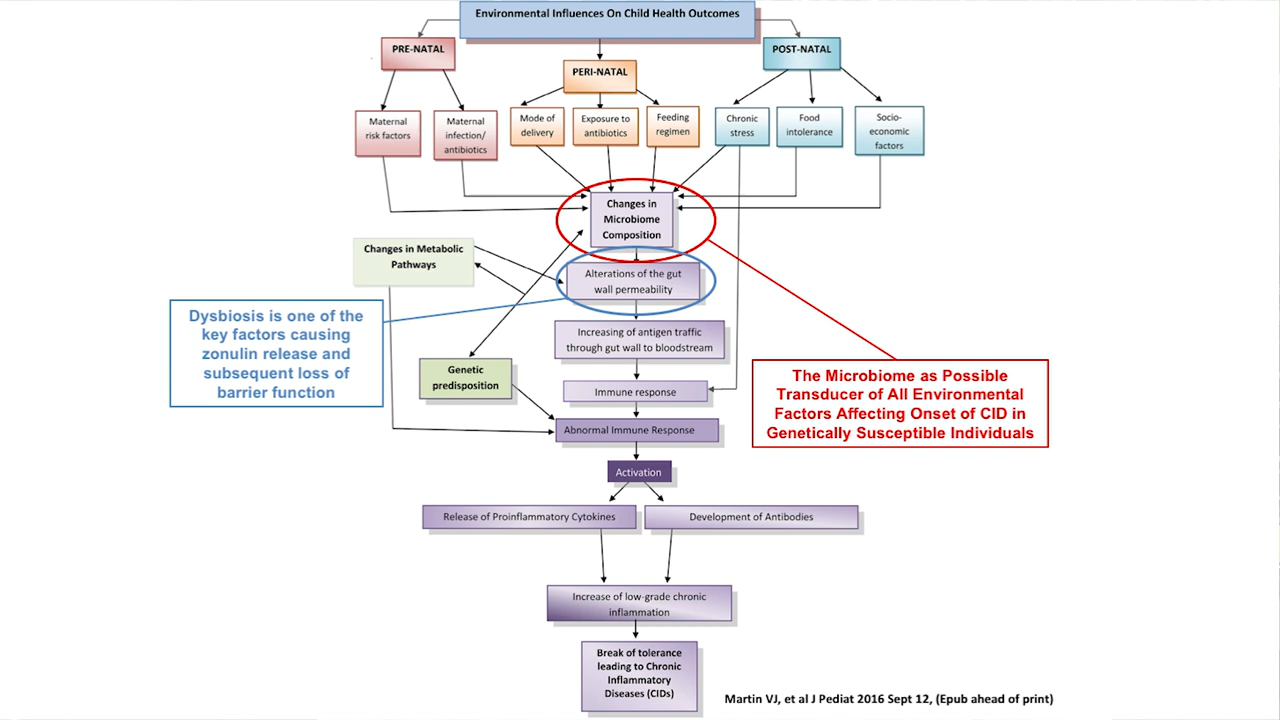 Environmental Influences On Child Health Outcomes
PRE-NATAL
PERI-NATAL
POST-NATAL
Maternal
risk factors
Maternal
infection/
antibiotics
Mode of
delivery
Exposure to
antibiotics
Feeding
regimen
Chronic
stress
Food
intolerance
Socio-
economic
factors
Changes in
Microbiome
Composition
Changes in Metabolic
Pathways
Alterations of the gut
wall permeability
Dysbiosis is one of the
key factors causing
zonulin release and
subsequent loss of
barrier function
Increasing of antigen traffic
through gut wall to bloodstream
Genetic
predisposition
Immune response
The Microbiome as Possible
Transducer of All Environmental
Factors Affecting Onset of CID in
Genetically Susceptible Individuals
Abnormal Immune Response
Activation
Release of Proinflammatory Cytokines
Development of Antibodies
Increase of low-grade chronic
inflammation
Break of tolerance
leading to Chronic
Inflammatory
Diseases (CIDs)
Martin VJ, et al J Pediat 2016 Sept 12, (Epub ahead of print)